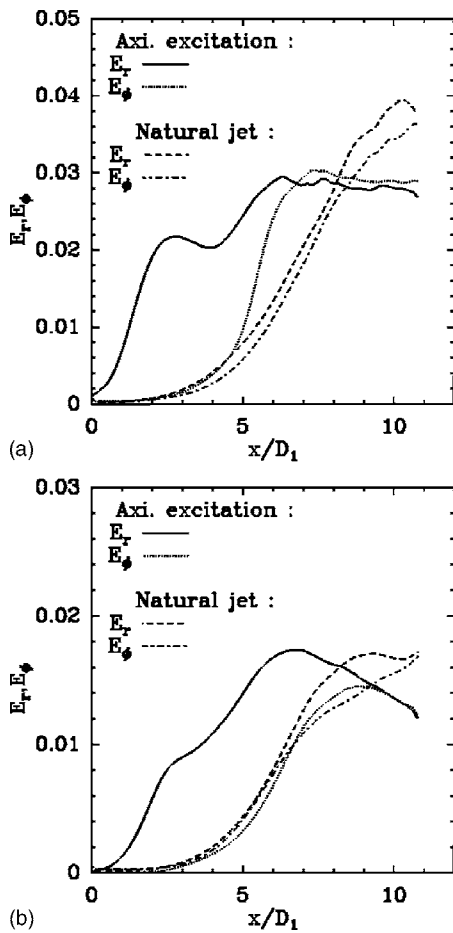 0.05
0.04
0.03
0.02
0.01
0
E_r,E_ϕ
Axi. excitation :
E_r
E_ϕ
Natural jet :
E_r
E_ϕ
0 5 10
x/D_1
(a)
0.03
0.02
0.01
0
E_r,E_ϕ
Axi. excitation :
E_r
E_ϕ
Natural jet :
E_r
E_ϕ
0 5 10
x/D_1
(b)